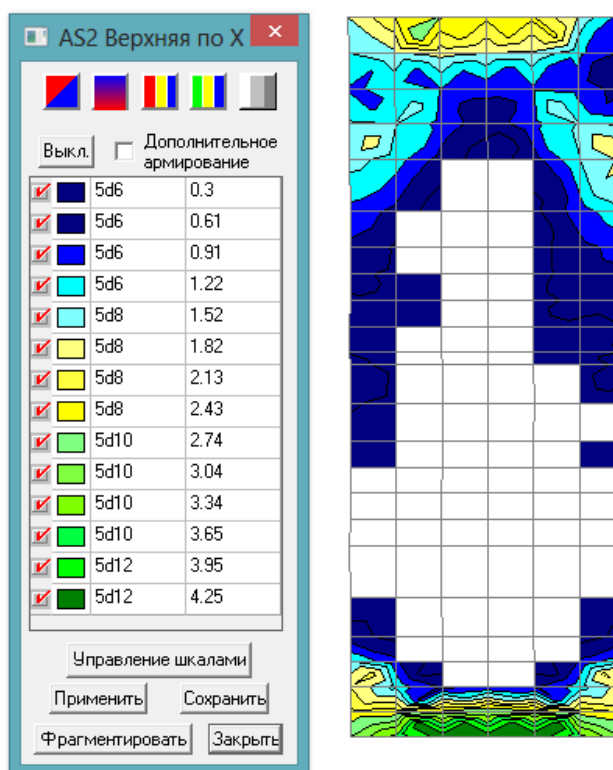 AS2 Верхняя по X
Выкл.
Дополнительное
армирование
5d6 0.3
5d6 0.61
5d6 0.91
5d6 1.22
5d8 1.52
5d8 1.82
5d8 2.13
5d8 2.43
5d10 2.74
5d10 3.04
5d10 3.34
5d10 3.65
5d12 3.95
5d12 4.25
Управление шкалами
Применить Сохранить
Фрагментировать Закрыть